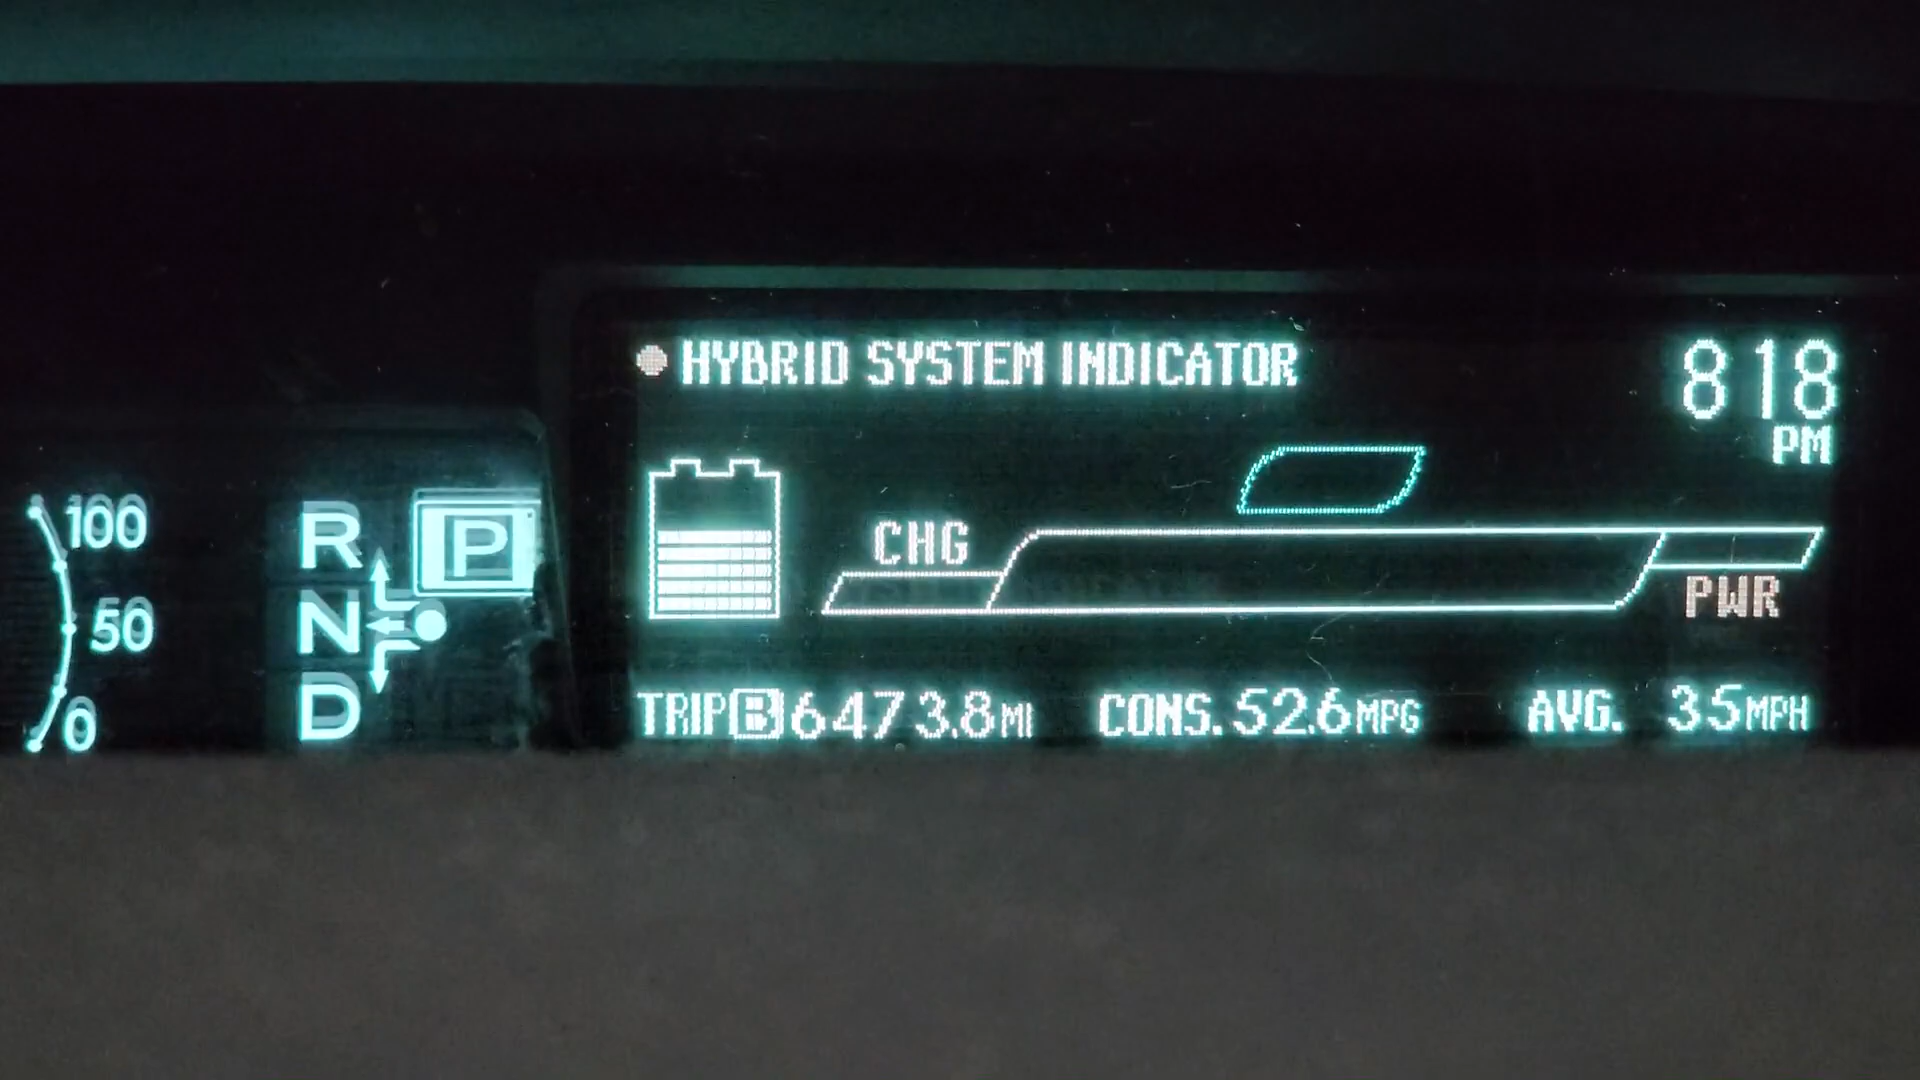 HYBRID SYSTEM INDICATOR
818
PM
100
50
0
R
N
D
P
CHG
PWR
TRIP B 6473.8 MI CONS. 52.6 MPG AVG. 35 MPH